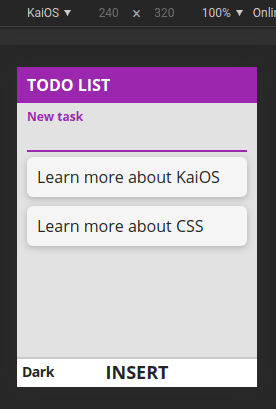 KaiOS ▼ 240 × 320 100% ▼ Onli
TODO LIST
New task
Learn more about KaiOS
Learn more about CSS
Dark INSERT